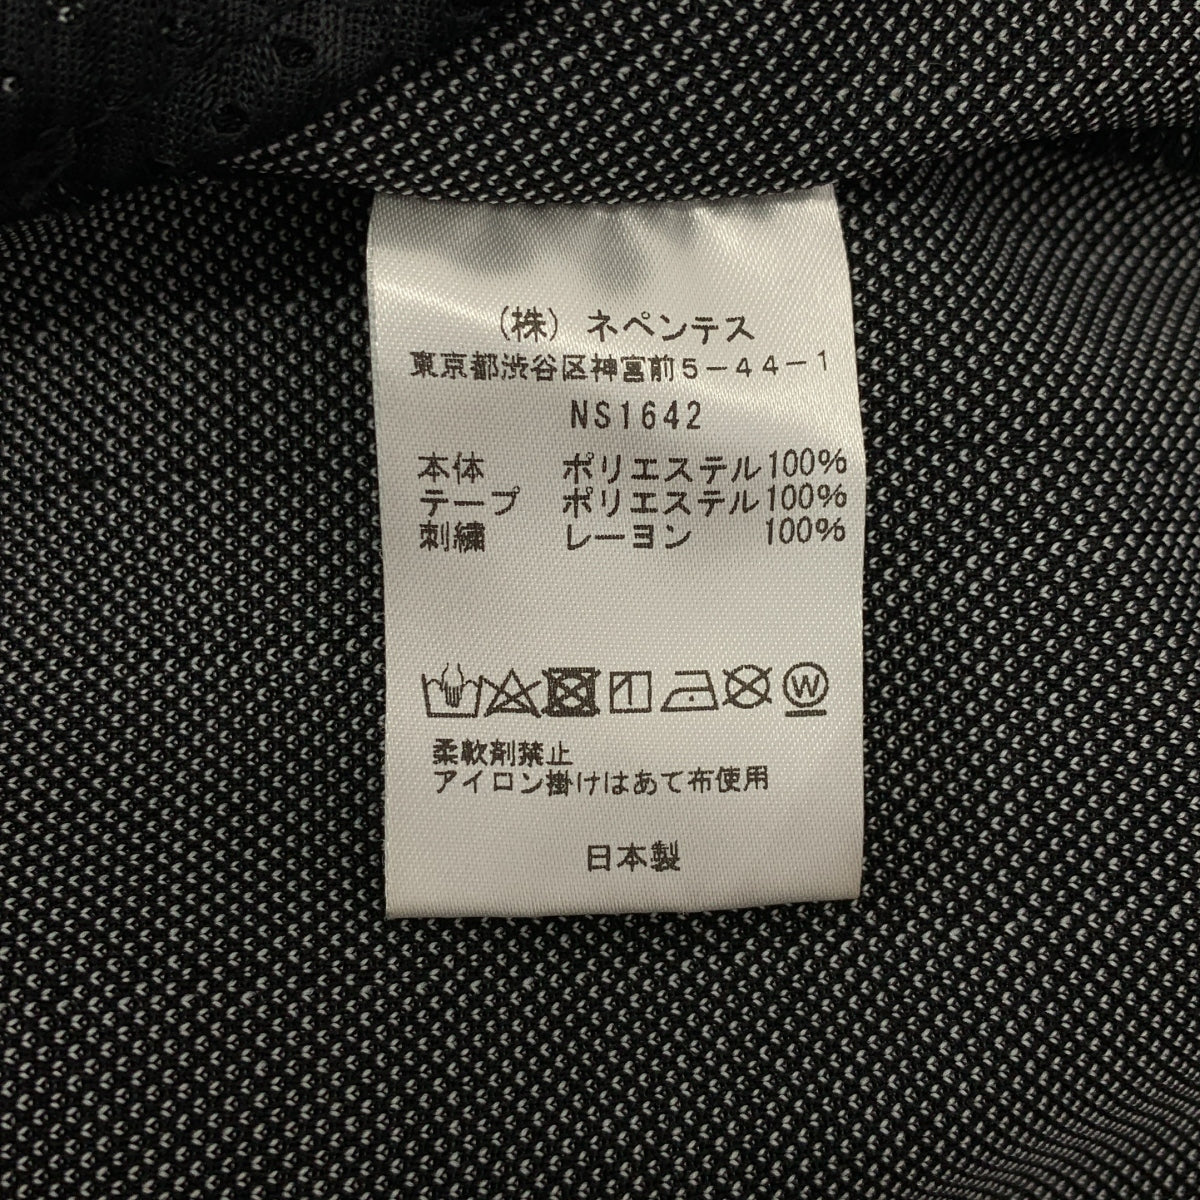 （株）ネペンテス
東京都渋谷区神宮前5－44－1
NS1642
本体 ポリエステル100%
テープ ポリエステル100%
刺繍 レーヨン 100%
W
柔軟剤禁止
アイロン掛けはあて布使用
日本製